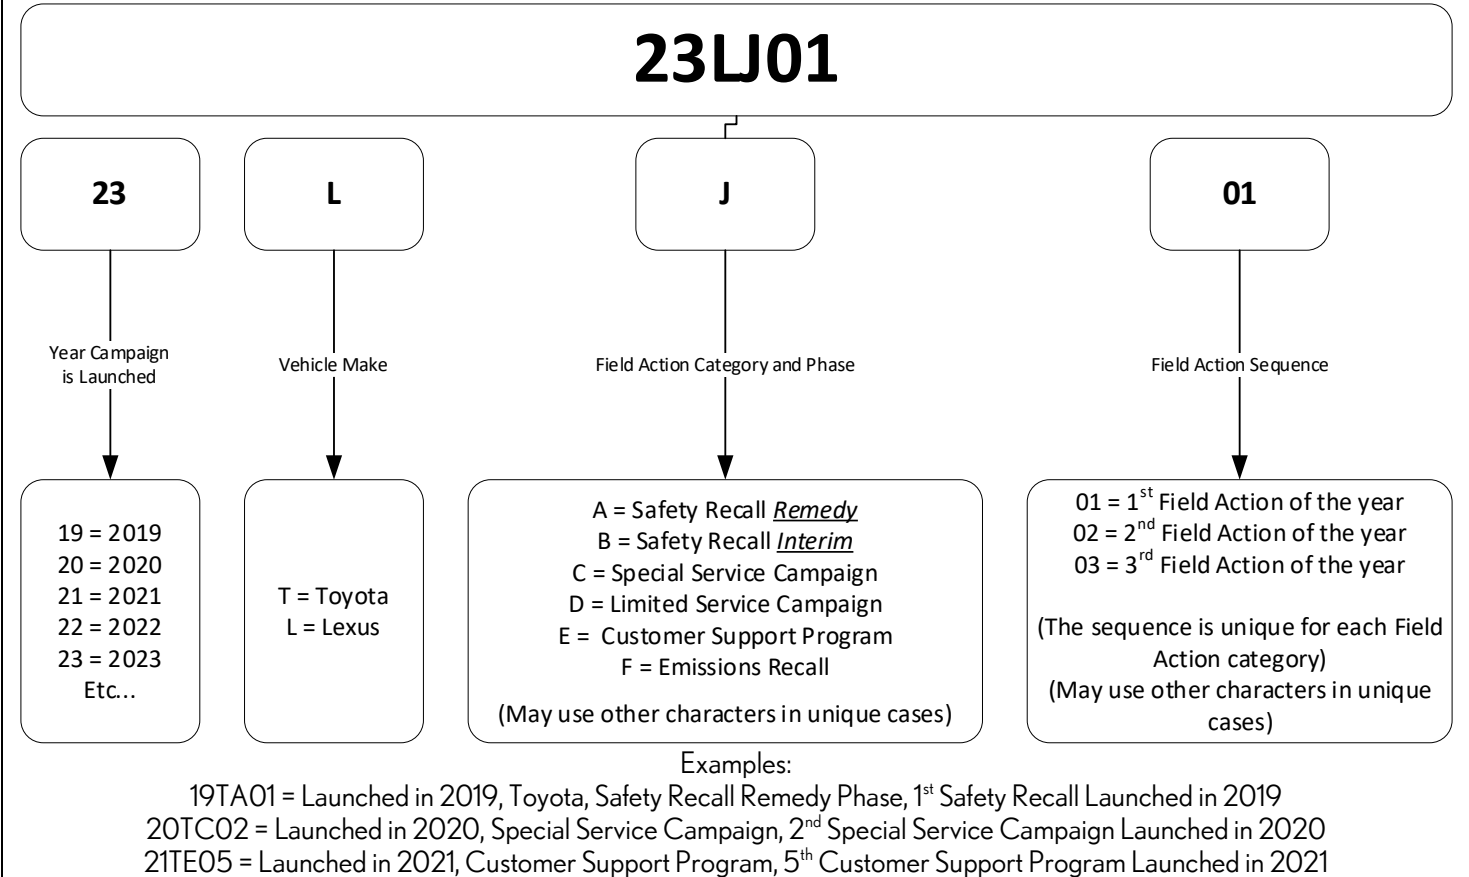 23LJ01
23
L
J
01
Year Campaign
is Launched
Vehicle Make
Field Action Category and Phase
Field Action Sequence
19 = 2019
20 = 2020
21 = 2021
22 = 2022
23 = 2023
Etc...
T = Toyota
L = Lexus
A = Safety Recall Remedy
B = Safety Recall Interim
C = Special Service Campaign
D = Limited Service Campaign
E = Customer Support Program
F = Emissions Recall
(May use other characters in unique cases)
01 = 1st Field Action of the year
02 = 2nd Field Action of the year
03 = 3rd Field Action of the year
(The sequence is unique for each Field
Action category)
(May use other characters in unique
cases)
Examples:
19TA01 = Launched in 2019, Toyota, Safety Recall Remedy Phase, 1st Safety Recall Launched in 2019
20TC02 = Launched in 2020, Special Service Campaign, 2nd Special Service Campaign Launched in 2020
21TE05 = Launched in 2021, Customer Support Program, 5th Customer Support Program Launched in 2021